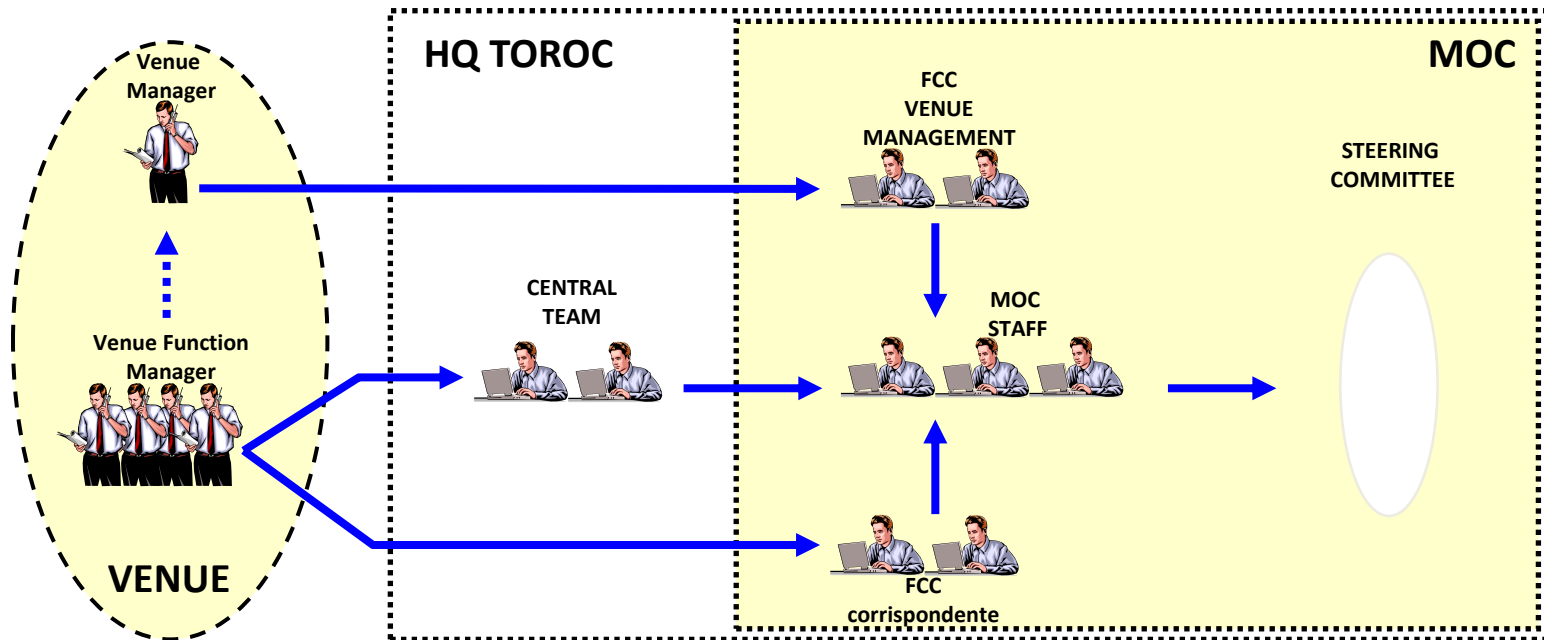 Venue
Manager
HQ TOROC
MOC
FCC
VENUE
MANAGEMENT
STEERING
COMMITTEE
CENTRAL
TEAM
MOC
STAFF
Venue Function
Manager
VENUE
FCC
corrispondente